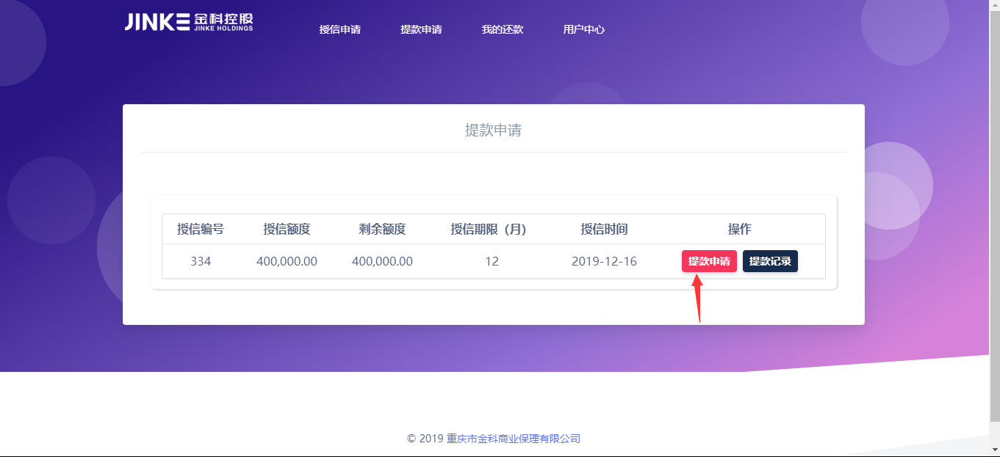 JINKE 金科控股
JINKE HOLDINGS
授信申请 提款申请 我的还款 用户中心
提款申请
授信编号 授信额度 剩余额度 授信期限（月） 授信时间 操作
334 400,000.00 400,000.00 12 2019-12-16 提款申请 提款记录
© 2019 重庆市金科商业保理有限公司